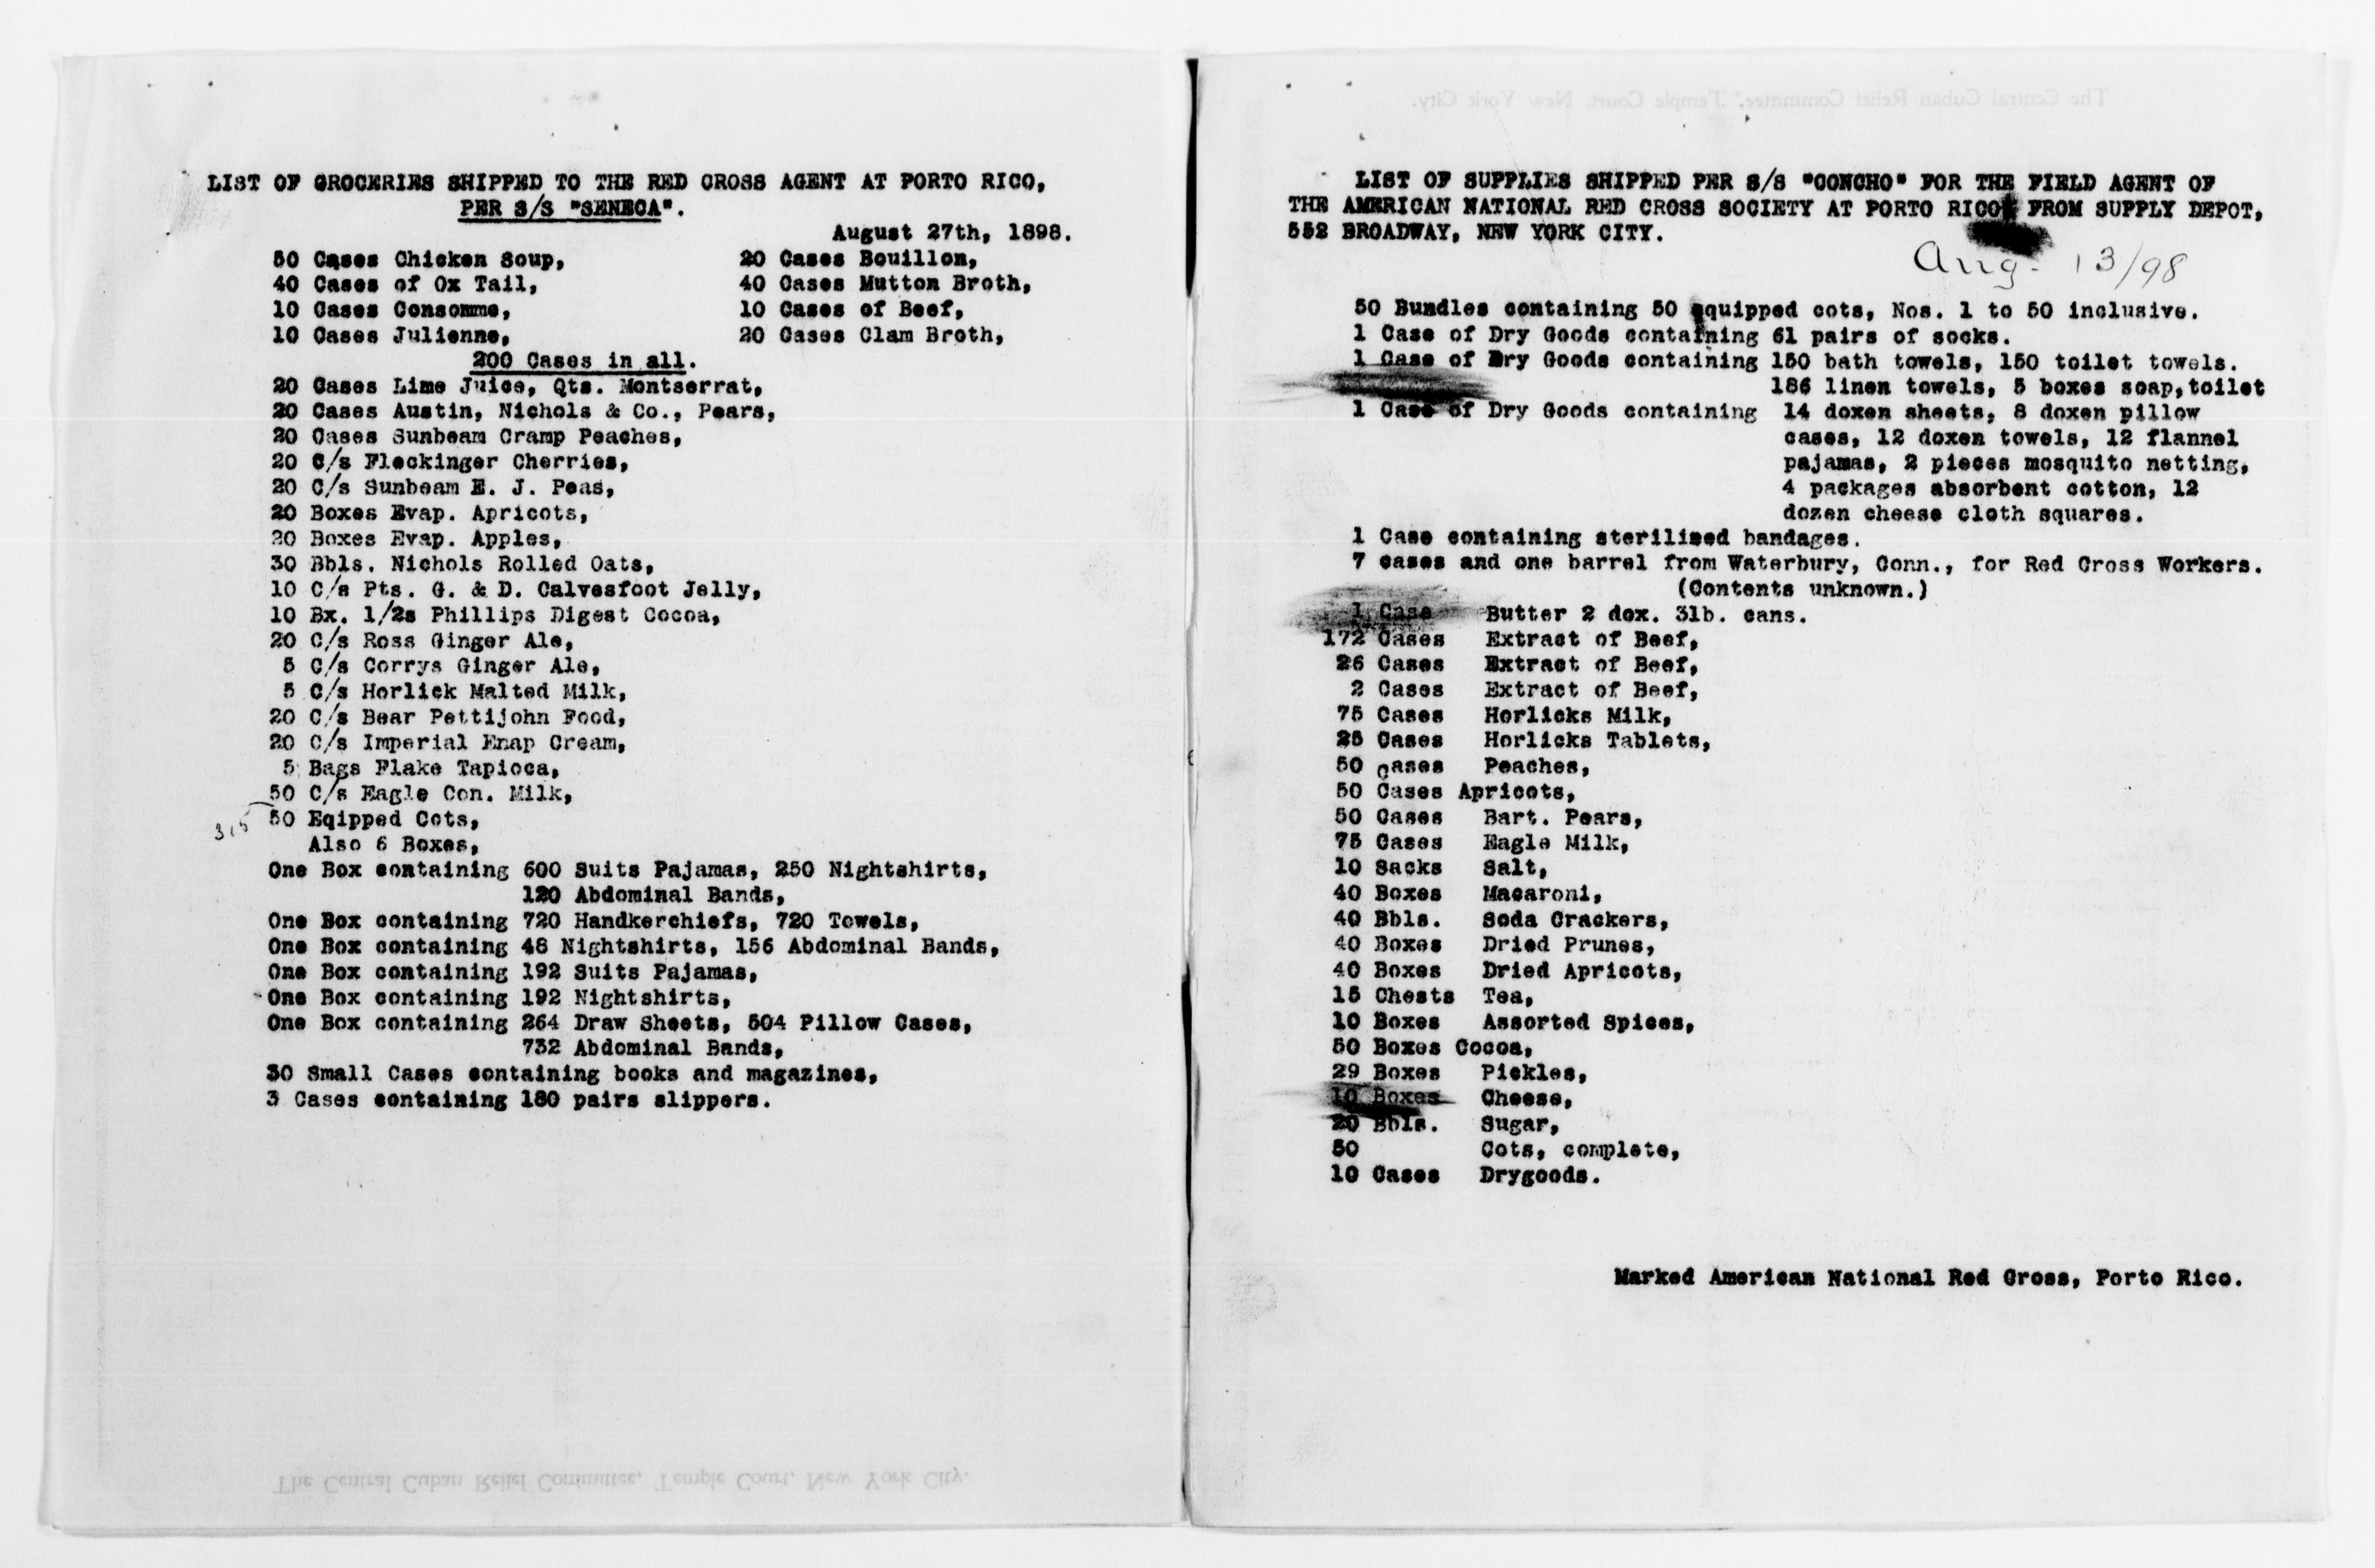 LIST OF GROCERIES SHIPPED TO THE RED CROSS AGENT AT PORTO RICO,
PER S/S "SENECA".
August 27th, 1898.
50 Cases Chicken Soup, 20 Cases Bouillon,
40 Cases of Ox Tail, 40 Cases Mutton Broth,
10 Cases Consomme, 10 Cases of Beef,
10 Cases Julienne, 20 Cases Clam Broth,
200 Cases in all.
20 Cases Lime Juice, Qts. Montserrat,
20 Cases Austin, Nichols & Co., Pears,
20 Cases Sunbeam Cramp Peaches,
20 C/s Fleckinger Cherries,
20 C/s Sunbeam E. J. Peas,
20 Boxes Evap. Apricots,
20 Boxes Evap. Apples,
30 Bbls. Nichols Rolled Oats,
10 C/s Pts. G. & D. Calvesfoot Jelly,
10 Bx. 1/2s Phillips Digest Cocoa,
20 C/s Ross Ginger Ale,
5 C/s Corrys Ginger Ale,
5 C/s Horlick Malted Milk,
20 C/s Bear Pettijohn Food,
20 C/s Imperial Enap Cream,
5 Bags Flake Tapioca,
50 C/s Eagle Con. Milk,
315
50 Eqipped Cots,
Also 6 Boxes,
One Box containing 600 Suits Pajamas, 250 Nightshirts,
120 Abdominal Bands,
One Box containing 720 Handkerchiefs, 720 Towels,
One Box containing 48 Nightshirts, 156 Abdominal Bands,
One Box containing 192 Suits Pajamas,
One Box containing 192 Nightshirts,
One Box containing 264 Draw Sheets, 504 Pillow Cases,
732 Abdominal Bands,
30 Small Cases containing books and magazines,
3 Cases containing 180 pairs slippers.
The Central Cuban Relief Committee, Temple Court, New York City.
The Central Cuban Relief Committee, Temple Court, New York City.
LIST OF SUPPLIES SHIPPED PER S/S "CONCHO" FOR THE FIELD AGENT OF
THE AMERICAN NATIONAL RED CROSS SOCIETY AT PORTO RICO FROM SUPPLY DEPOT,
552 BROADWAY, NEW YORK CITY.
Aug. 13/98
50 Bundles containing 50 equipped cots, Nos. 1 to 50 inclusive.
1 Case of Dry Goods containing 61 pairs of socks.
1 Case of Dry Goods containing 150 bath towels, 150 toilet towels.
186 linen towels, 5 boxes soap, toilet
1 Case of Dry Goods containing 14 doxen sheets, 8 doxen pillow
cases, 12 doxen towels, 12 flannel
pajamas, 2 pieces mosquito netting,
4 packages absorbent cotton, 12
dozen cheese cloth squares.
1 Case containing sterilized bandages.
7 cases and one barrel from Waterbury, Conn., for Red Cross Workers.
(Contents unknown.)
1 Case Butter 2 dox. 3lb. cans.
172 Cases Extract of Beef,
26 Cases Extract of Beef,
2 Cases Extract of Beef,
75 Cases Horlicks Milk,
25 Cases Horlicks Tablets,
50 Cases Peaches,
50 Cases Apricots,
50 Cases Bart. Pears,
75 Cases Eagle Milk,
10 Sacks Salt,
40 Boxes Macaroni,
40 Bbls. Soda Crackers,
40 Boxes Dried Prunes,
40 Boxes Dried Apricots,
15 Chests Tea,
10 Boxes Assorted Spices,
50 Boxes Cocoa,
29 Boxes Pickles,
10 Boxes Cheese,
20 Bbls. Sugar,
50 Cots, complete,
10 Cases Drygoods.
Marked American National Red Cross, Porto Rico.